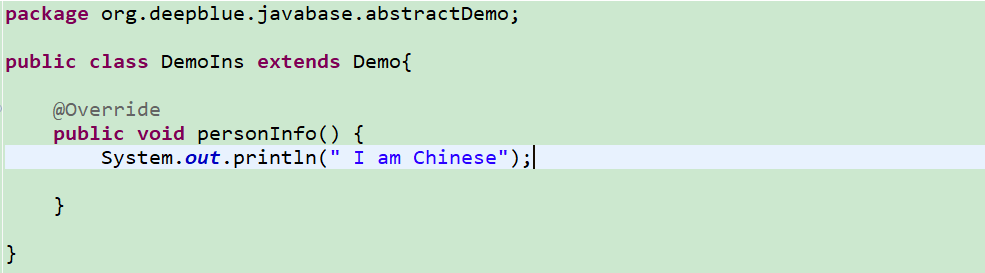 package org.deepblue.javabase.abstractDemo;
public class DemoIns extends Demo{
@Override
public void personInfo() {
System.out.println(" I am Chinese");
}
}